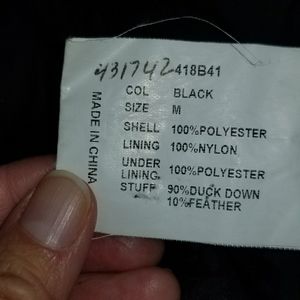 431742 418B41
COL BLACK
SIZE M
SHELL 100%POLYESTER
LINING 100%NYLON
UNDER LINING 100%POLYESTER
STUFF 90%DUCK DOWN
10%FEATHER
MADE IN CHINA